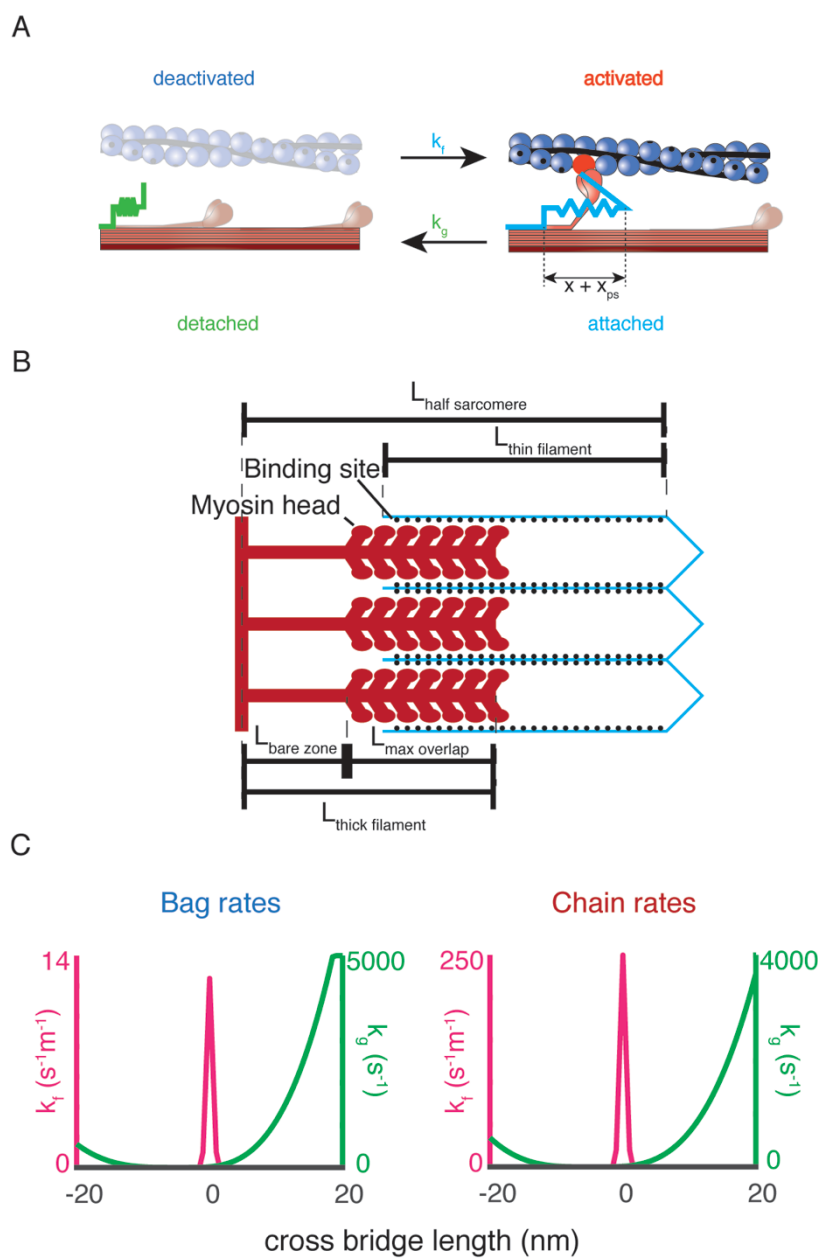 A
deactivated
activated
k_f
k_g
x + x_ps
detached
attached
B
L_half sarcomere
L_thin filament
Binding site
Myosin head
L_bare zone
L_max overlap
L_thick filament
C
Bag rates
Chain rates
14
5000
250
4000
k_f (s⁻¹m⁻¹)
k_g (s⁻¹)
k_f (s⁻¹m⁻¹)
k_g (s⁻¹)
0
0
0
0
-20
0
20
-20
0
20
cross bridge length (nm)